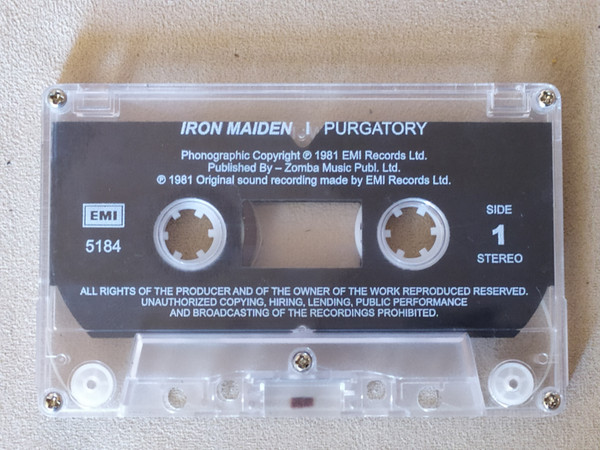 IRON MAIDEN | PURGATORY
Phonographic Copyright ℗ 1981 EMI Records Ltd.
Published By – Zomba Music Publ. Ltd.
℗ 1981 Original sound recording made by EMI Records Ltd.
EMI
5184
SIDE
1
STEREO
ALL RIGHTS OF THE PRODUCER AND OF THE OWNER OF THE WORK REPRODUCED RESERVED.
UNAUTHORIZED COPYING, HIRING, LENDING, PUBLIC PERFORMANCE
AND BROADCASTING OF THE RECORDINGS PROHIBITED.